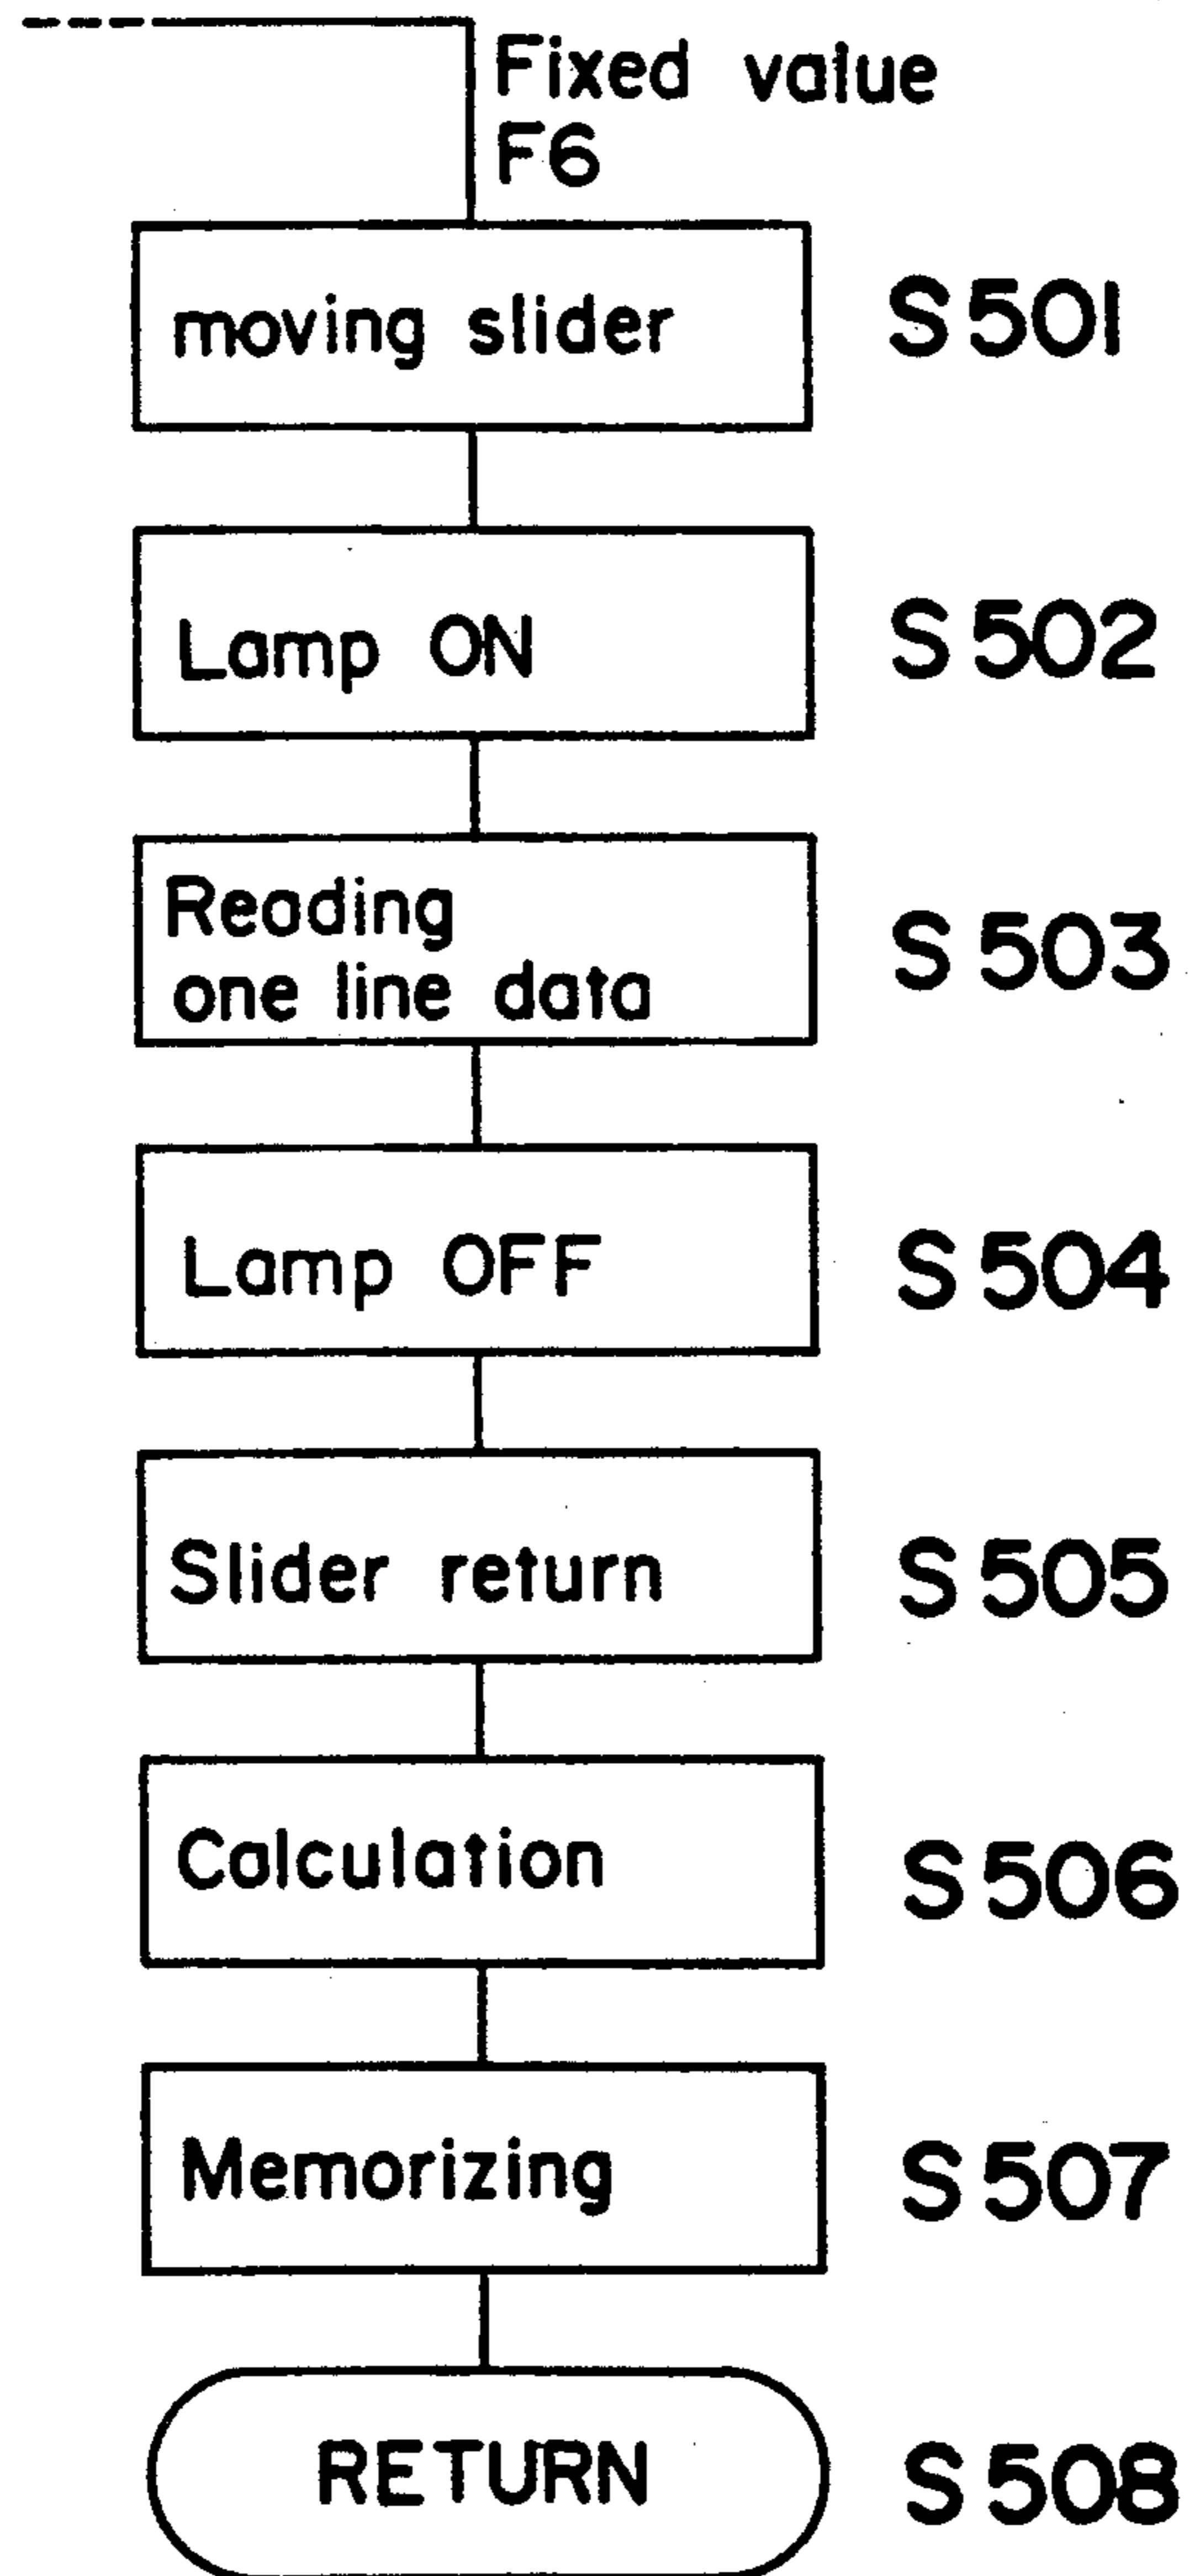 Fixed value
F6
moving slider
S501
Lamp ON
S502
Reading
one line data
S503
Lamp OFF
S504
Slider return
S505
Calculation
S506
Memorizing
S507
RETURN
S508